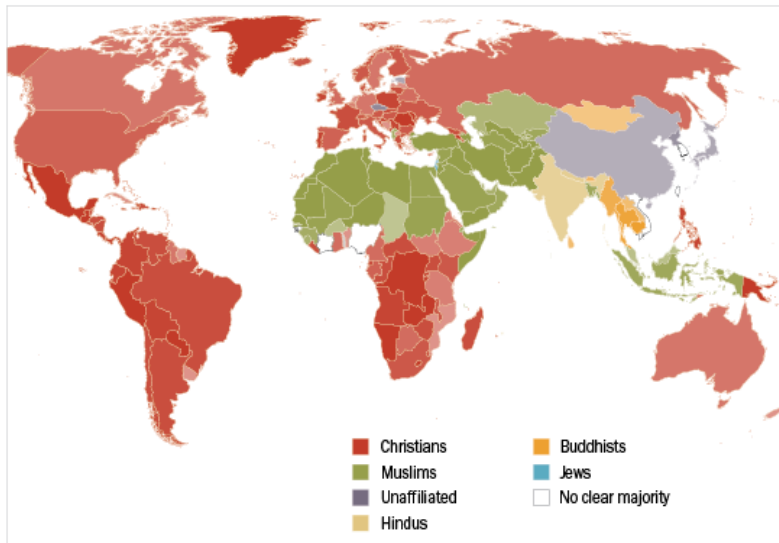 Christians
Muslims
Unaffiliated
Hindus
Buddhists
Jews
No clear majority